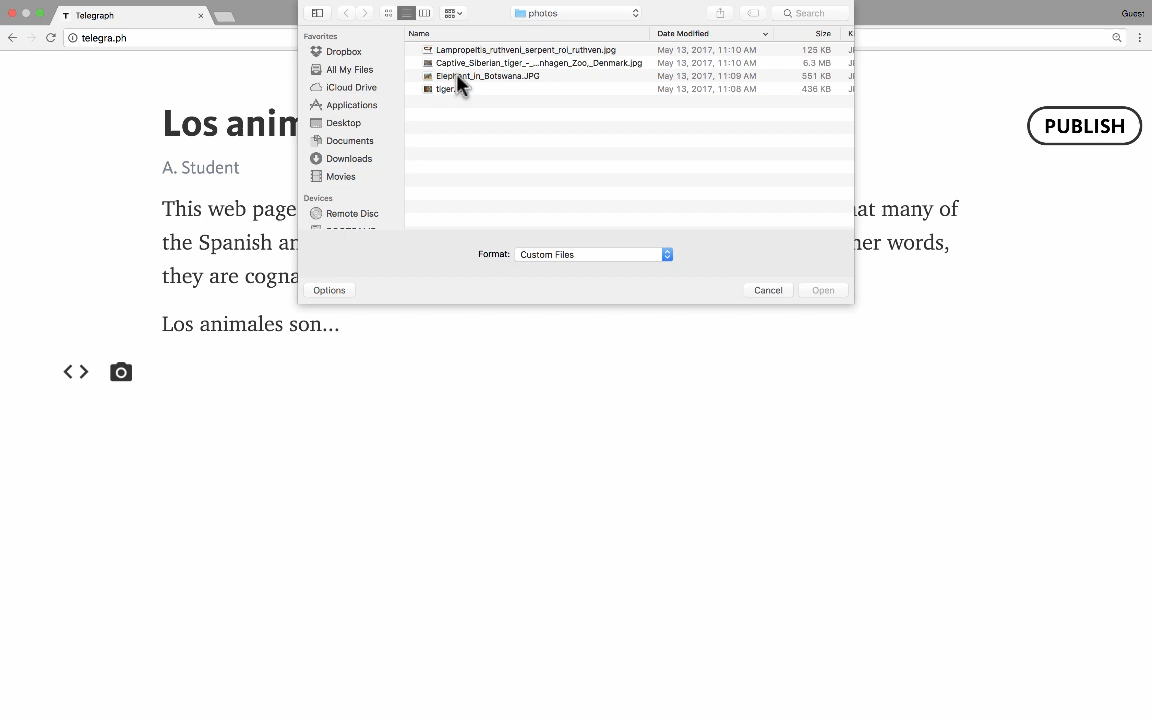 Telegraph
Guest
telegra.ph
photos
Search
Favorites
Dropbox
All My Files
iCloud Drive
Applications
Desktop
Documents
Downloads
Movies
Devices
Remote Disc
Name Date Modified Size
Lampropeltis_ruthveni_serpent_roi_ruthven.jpg May 13, 2017, 11:10 AM 125 KB
Captive_Siberian_tiger_-_...nhagen_Zoo,_Denmark.jpg May 13, 2017, 11:10 AM 6.3 MB
Elephant_in_Botswana.JPG May 13, 2017, 11:09 AM 551 KB
tiger. May 13, 2017, 11:08 AM 436 KB
Format: Custom Files
Options Cancel Open
Los anim
PUBLISH
A. Student
This web page at many of
the Spanish an her words,
they are cogna
Los animales son...